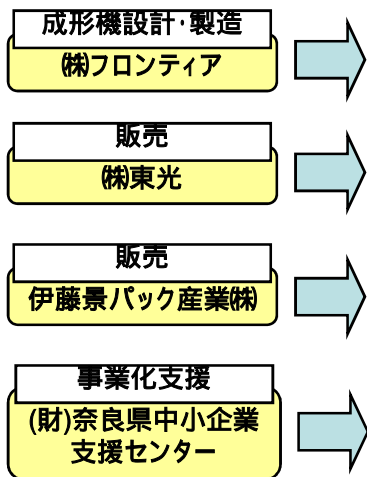 成形機設計･製造
㈱フロンティア
販売
㈱東光
販売
伊藤景パック産業㈱
事業化支援
(財)奈良県中小企業
支援センター